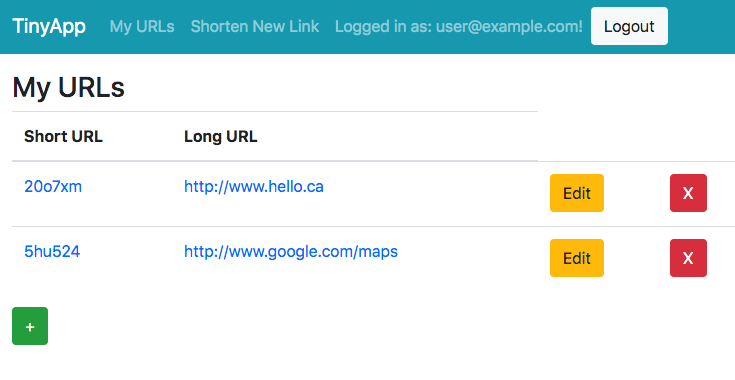 TinyApp My URLs Shorten New Link Logged in as: user@example.com! Logout
My URLs
Short URL Long URL
20o7xm http://www.hello.ca Edit X
5hu524 http://www.google.com/maps Edit X
+